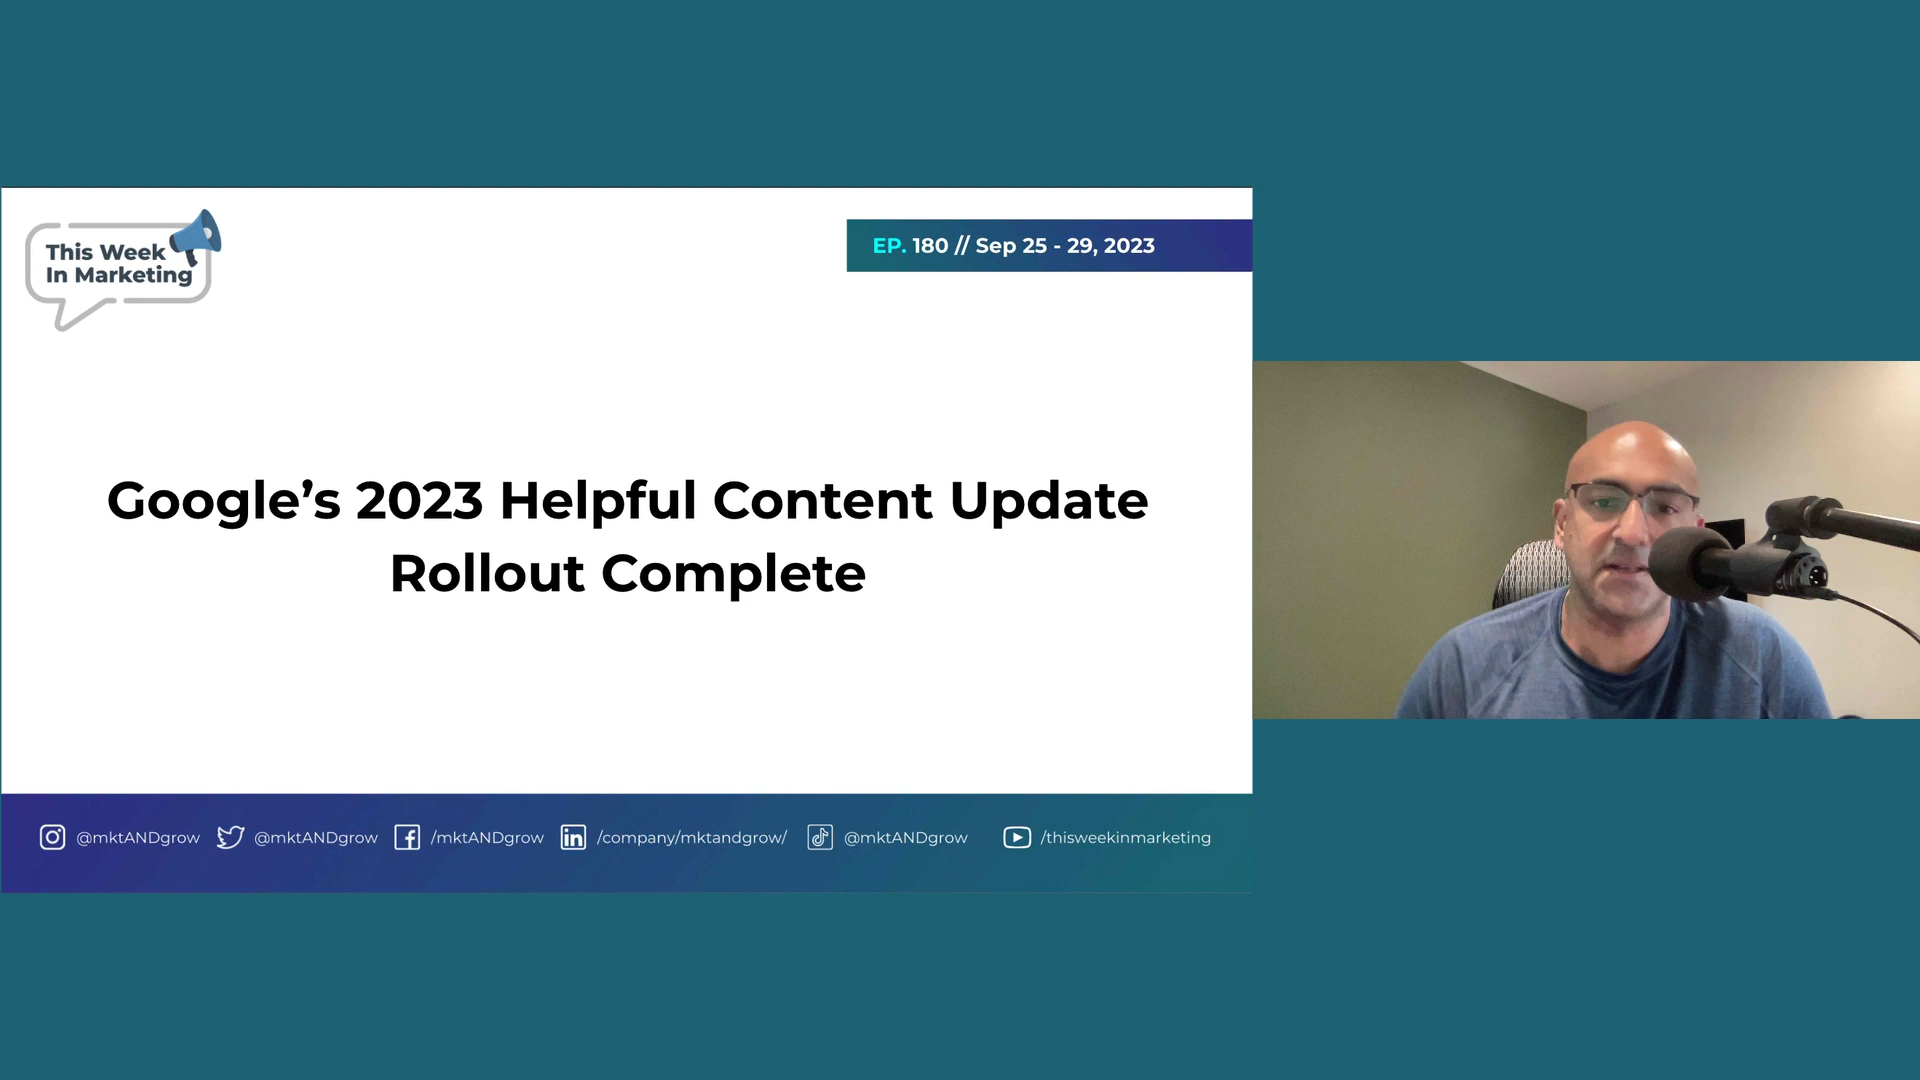 This Week
In Marketing
EP. 180 // Sep 25 - 29, 2023
Google’s 2023 Helpful Content Update
Rollout Complete
@mktANDgrow @mktANDgrow /mktANDgrow /company/mktandgrow/ @mktANDgrow /thisweekinmarketing